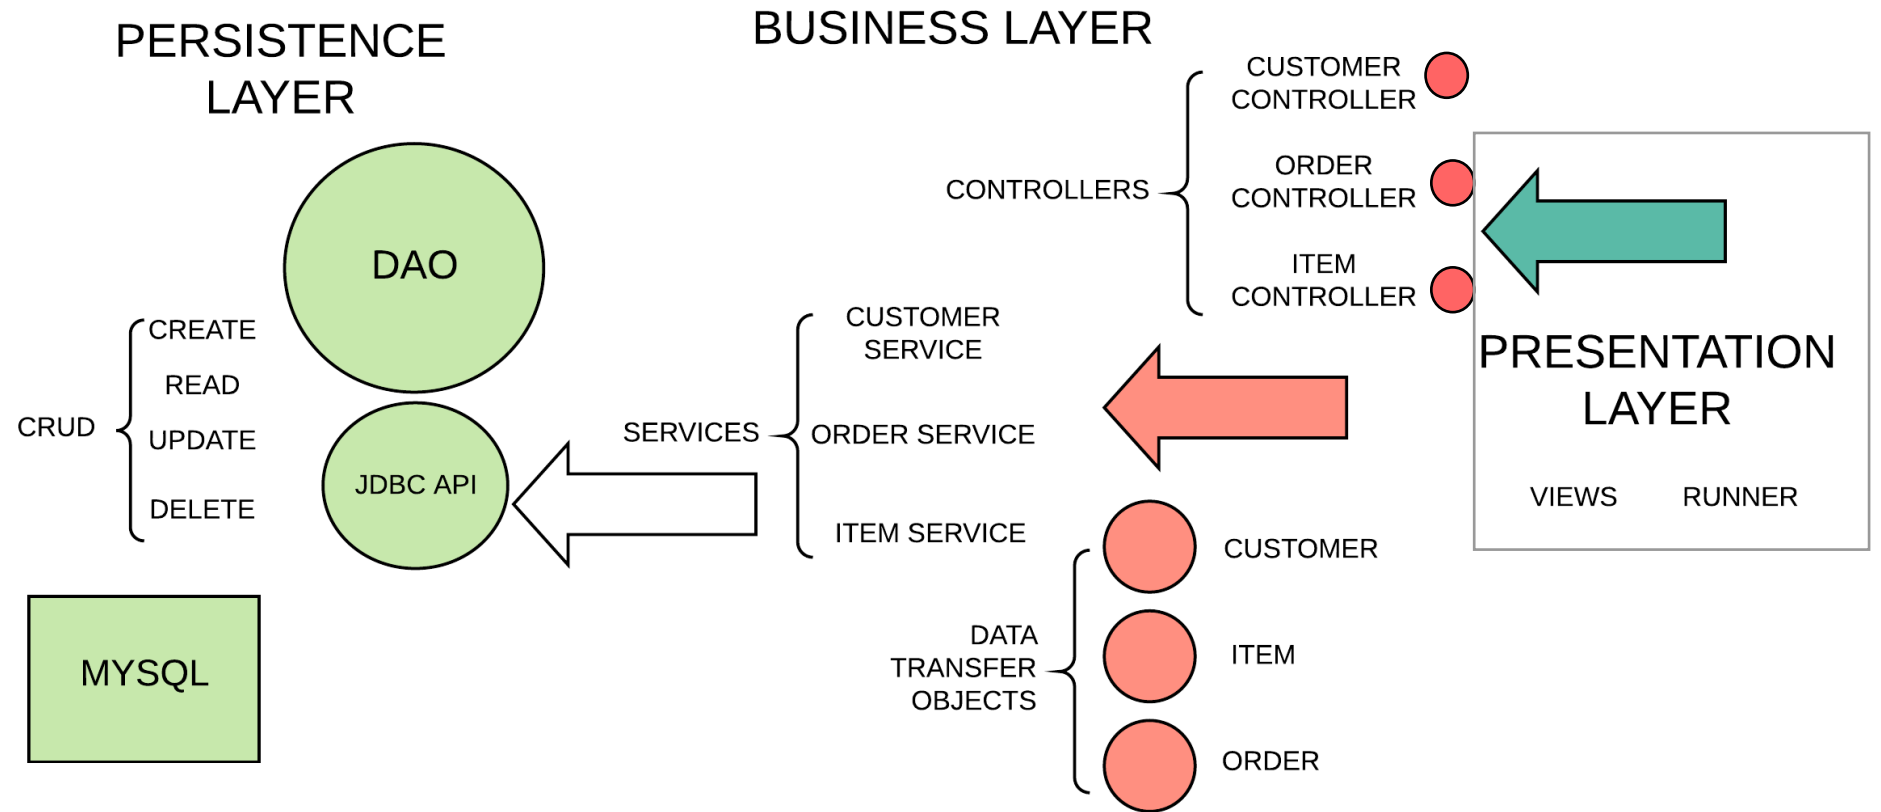 PERSISTENCE
LAYER
DAO
CRUD
CREATE
READ
UPDATE
DELETE
JDBC API
MYSQL
BUSINESS LAYER
CONTROLLERS
CUSTOMER
CONTROLLER
ORDER
CONTROLLER
ITEM
CONTROLLER
SERVICES
CUSTOMER
SERVICE
ORDER SERVICE
ITEM SERVICE
DATA
TRANSFER
OBJECTS
CUSTOMER
ITEM
ORDER
PRESENTATION
LAYER
VIEWS
RUNNER